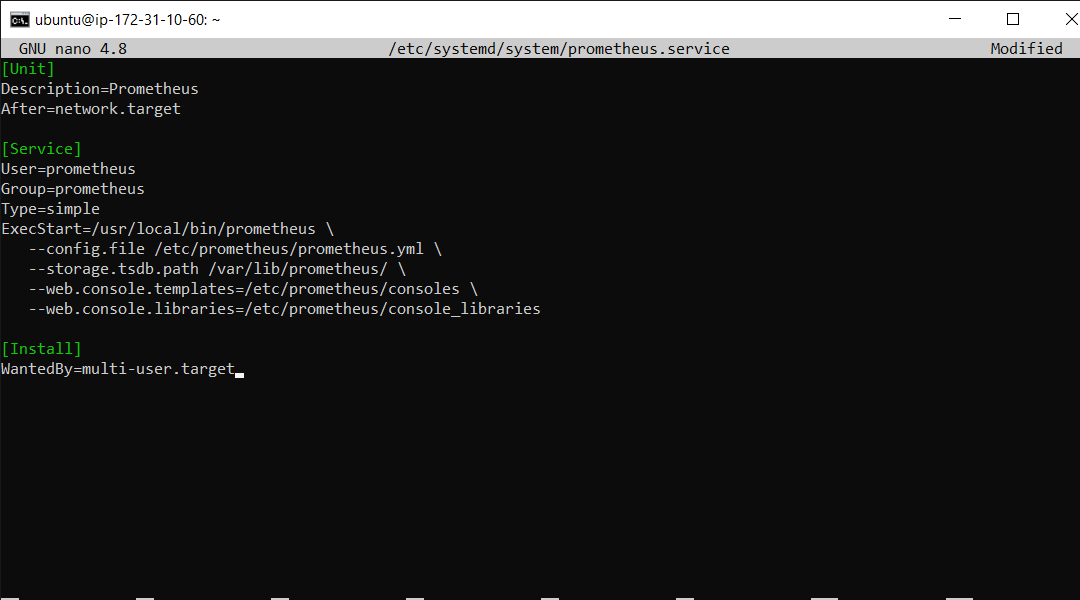 ubuntu@ip-172-31-10-60: ~
GNU nano 4.8 /etc/systemd/system/prometheus.service Modified
[Unit]
Description=Prometheus
After=network.target
[Service]
User=prometheus
Group=prometheus
Type=simple
ExecStart=/usr/local/bin/prometheus \
--config.file /etc/prometheus/prometheus.yml \
--storage.tsdb.path /var/lib/prometheus/ \
--web.console.templates=/etc/prometheus/consoles \
--web.console.libraries=/etc/prometheus/console_libraries
[Install]
WantedBy=multi-user.target